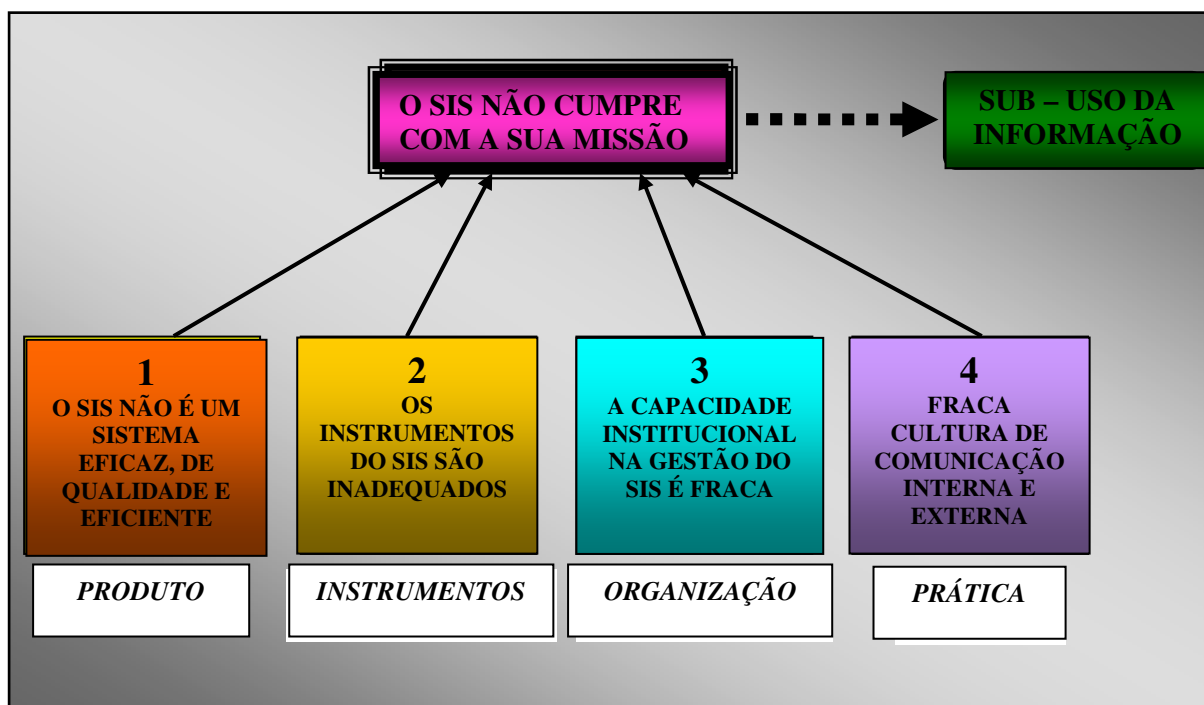 O SIS NÃO CUMPRE
COM A SUA MISSÃO
SUB – USO DA
INFORMAÇÃO
1
O SIS NÃO É UM
SISTEMA
EFICAZ, DE
QUALIDADE E
EFICIENTE
2
OS
INSTRUMENTOS
DO SIS SÃO
INADEQUADOS
3
A CAPACIDADE
INSTITUCIONAL
NA GESTÃO DO
SIS É FRACA
4
FRACA
CULTURA DE
COMUNICAÇÃO
INTERNA E
EXTERNA
PRODUTO
INSTRUMENTOS
ORGANIZAÇÃO
PRÁTICA